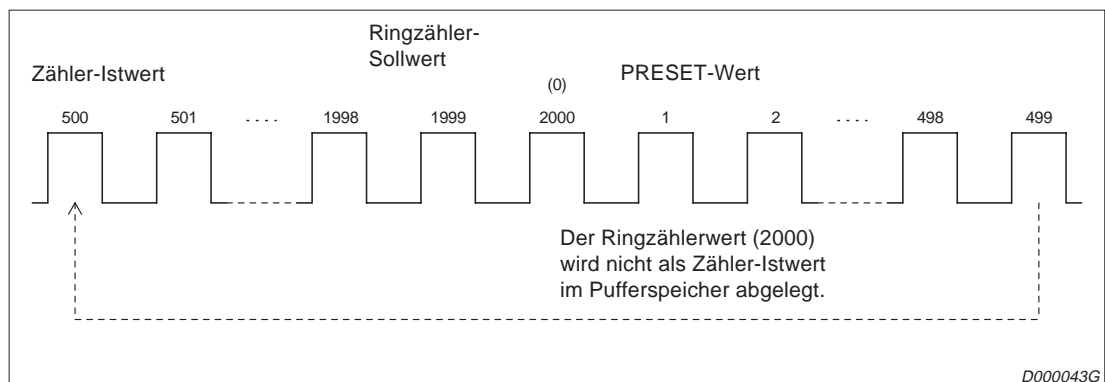 Ringzähler-
Sollwert
Zähler-Istwert
PRESET-Wert
(0)
500 501 .... 1998 1999 2000 1 2 .... 498 499
Der Ringzählerwert (2000)
wird nicht als Zähler-Istwert
im Pufferspeicher abgelegt.
D000043G